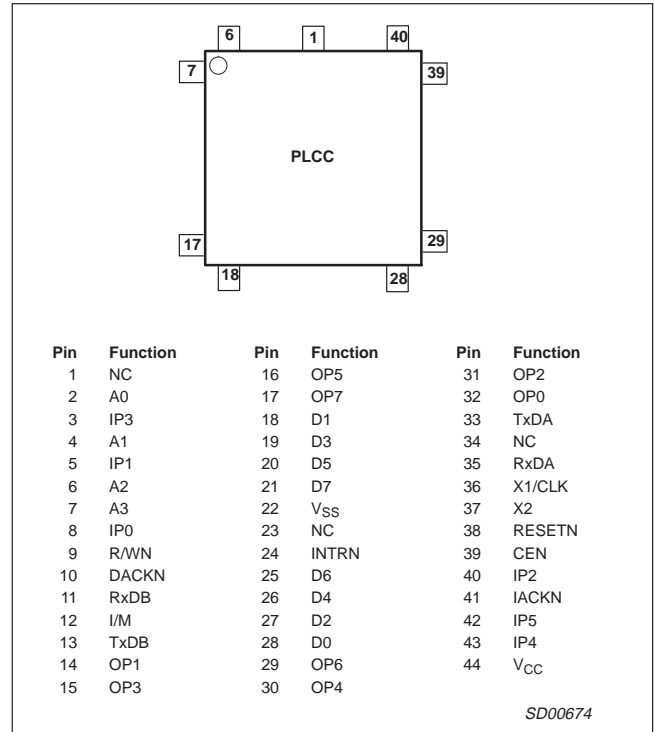 6 1 40
7 39
PLCC
17 29
18 28
Pin Function Pin Function Pin Function
1 NC 16 OP5 31 OP2
2 A0 17 OP7 32 OP0
3 IP3 18 D1 33 TxDA
4 A1 19 D3 34 NC
5 IP1 20 D5 35 RxDA
6 A2 21 D7 36 X1/CLK
7 A3 22 VSS 37 X2
8 IP0 23 NC 38 RESETN
9 R/WN 24 INTRN 39 CEN
10 DACKN 25 D6 40 IP2
11 RxDB 26 D4 41 IACKN
12 I/M 27 D2 42 IP5
13 TxDB 28 D0 43 IP4
14 OP1 29 OP6 44 VCC
15 OP3 30 OP4
SD00674